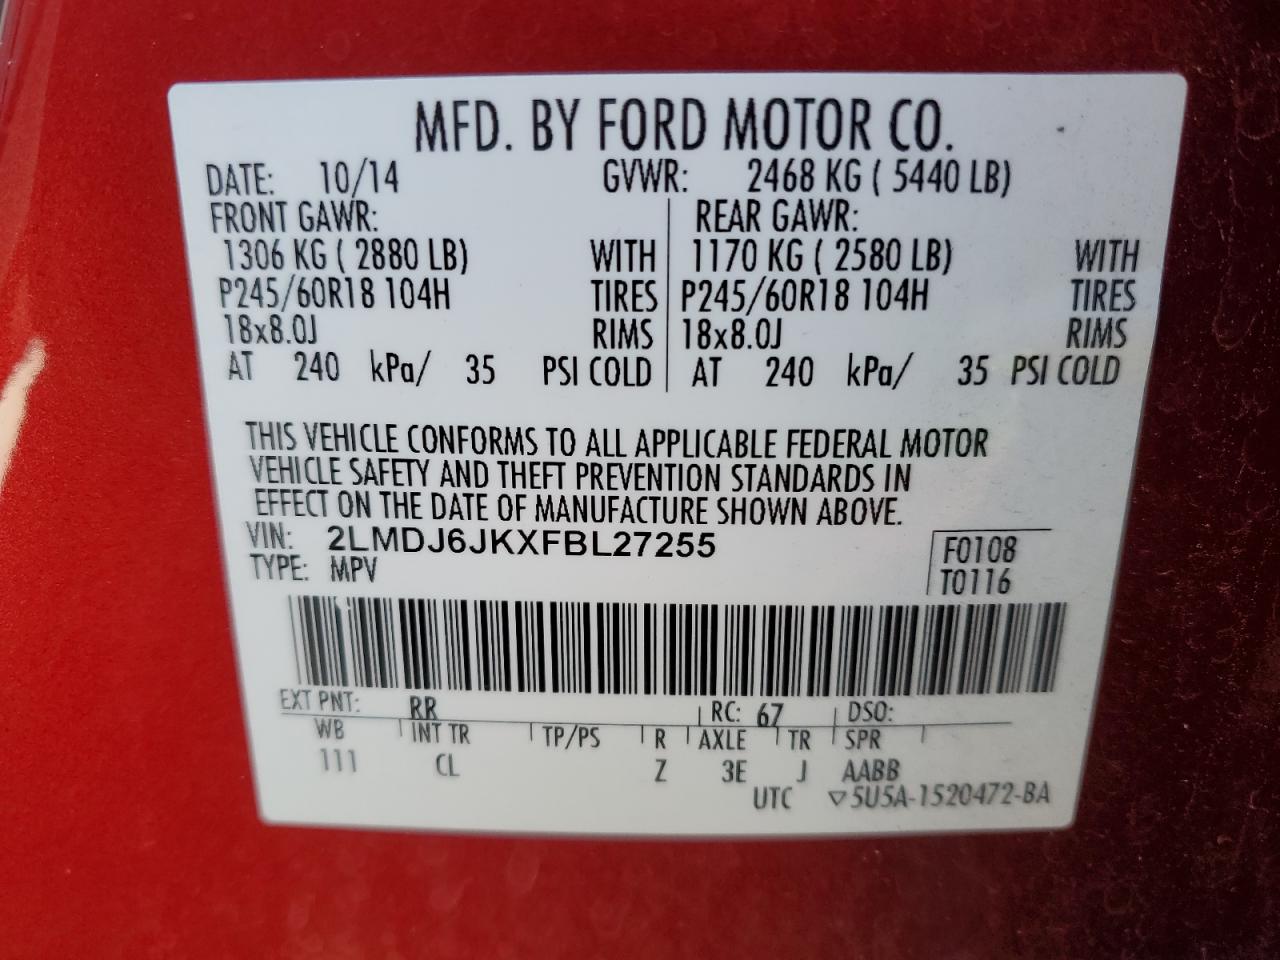 MFD. BY FORD MOTOR CO.
DATE: 10/14 GVWR: 2468 KG ( 5440 LB)
FRONT GAWR: REAR GAWR:
1306 KG ( 2880 LB) WITH 1170 KG ( 2580 LB) WITH
P245/60R18 104H TIRES P245/60R18 104H TIRES
18x8.0J RIMS 18x8.0J RIMS
AT 240 kPa/ 35 PSI COLD AT 240 kPa/ 35 PSI COLD
THIS VEHICLE CONFORMS TO ALL APPLICABLE FEDERAL MOTOR
VEHICLE SAFETY AND THEFT PREVENTION STANDARDS IN
EFFECT ON THE DATE OF MANUFACTURE SHOWN ABOVE.
VIN: 2LMDJ6JKXFBL27255 F0108
TYPE: MPV T0116
EXT PNT: RR RC: 67 DSO:
WB INT TR TP/PS R AXLE TR SPR
111 CL Z 3E J AABB
UTC ▽5U5A-1520472-BA